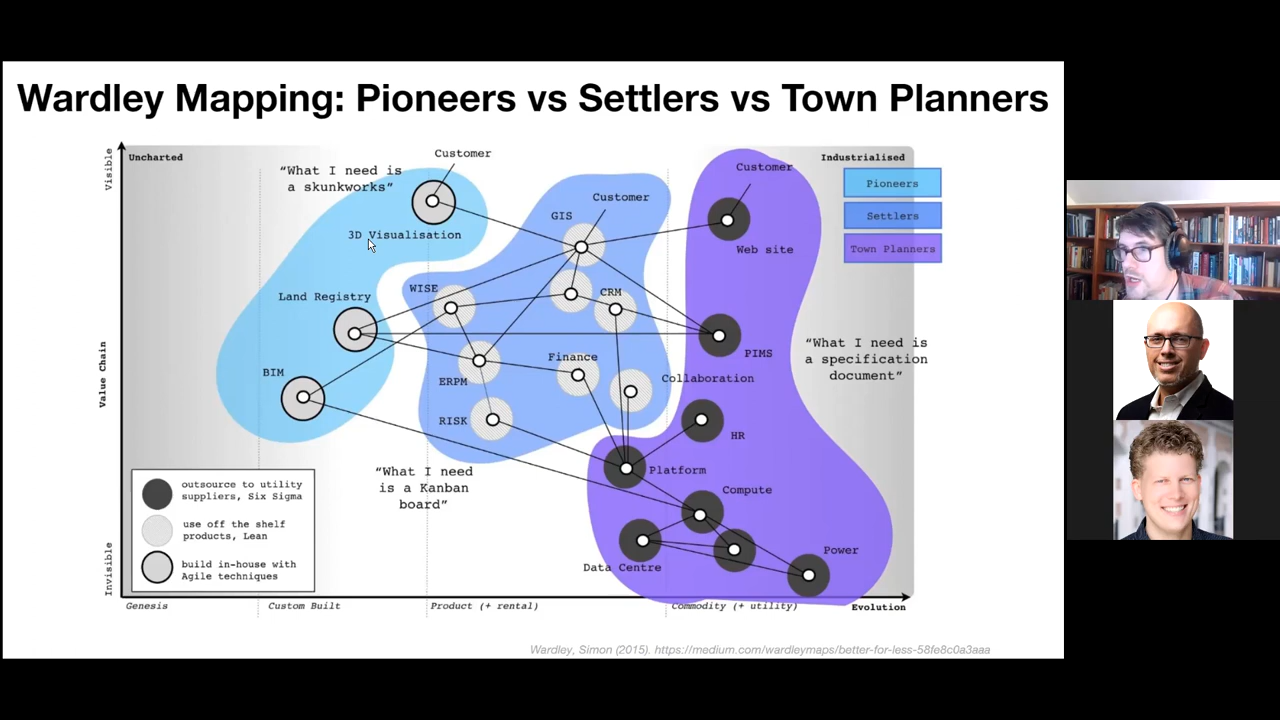 Wardley Mapping: Pioneers vs Settlers vs Town Planners
Visible
Value Chain
Invisible
Uncharted
Industrialised
Customer
“What I need is
a skunkworks”
3D Visualisation
Land Registry
BIM
Customer
GIS
WISE
CRM
Finance
ERPM
RISK
Collaboration
“What I need
is a Kanban
board”
Customer
Web site
PIMS
HR
Platform
Compute
Data Centre
Power
Pioneers
Settlers
Town Planners
“What I need is
a specification
document”
outsource to utility
suppliers, Six Sigma
use off the shelf
products, Lean
build in-house with
Agile techniques
Genesis
Custom Built
Product (+ rental)
Commodity (+ utility)
Evolution
Wardley, Simon (2015). https://medium.com/wardleymaps/better-for-less-58fe8c0a3aaa